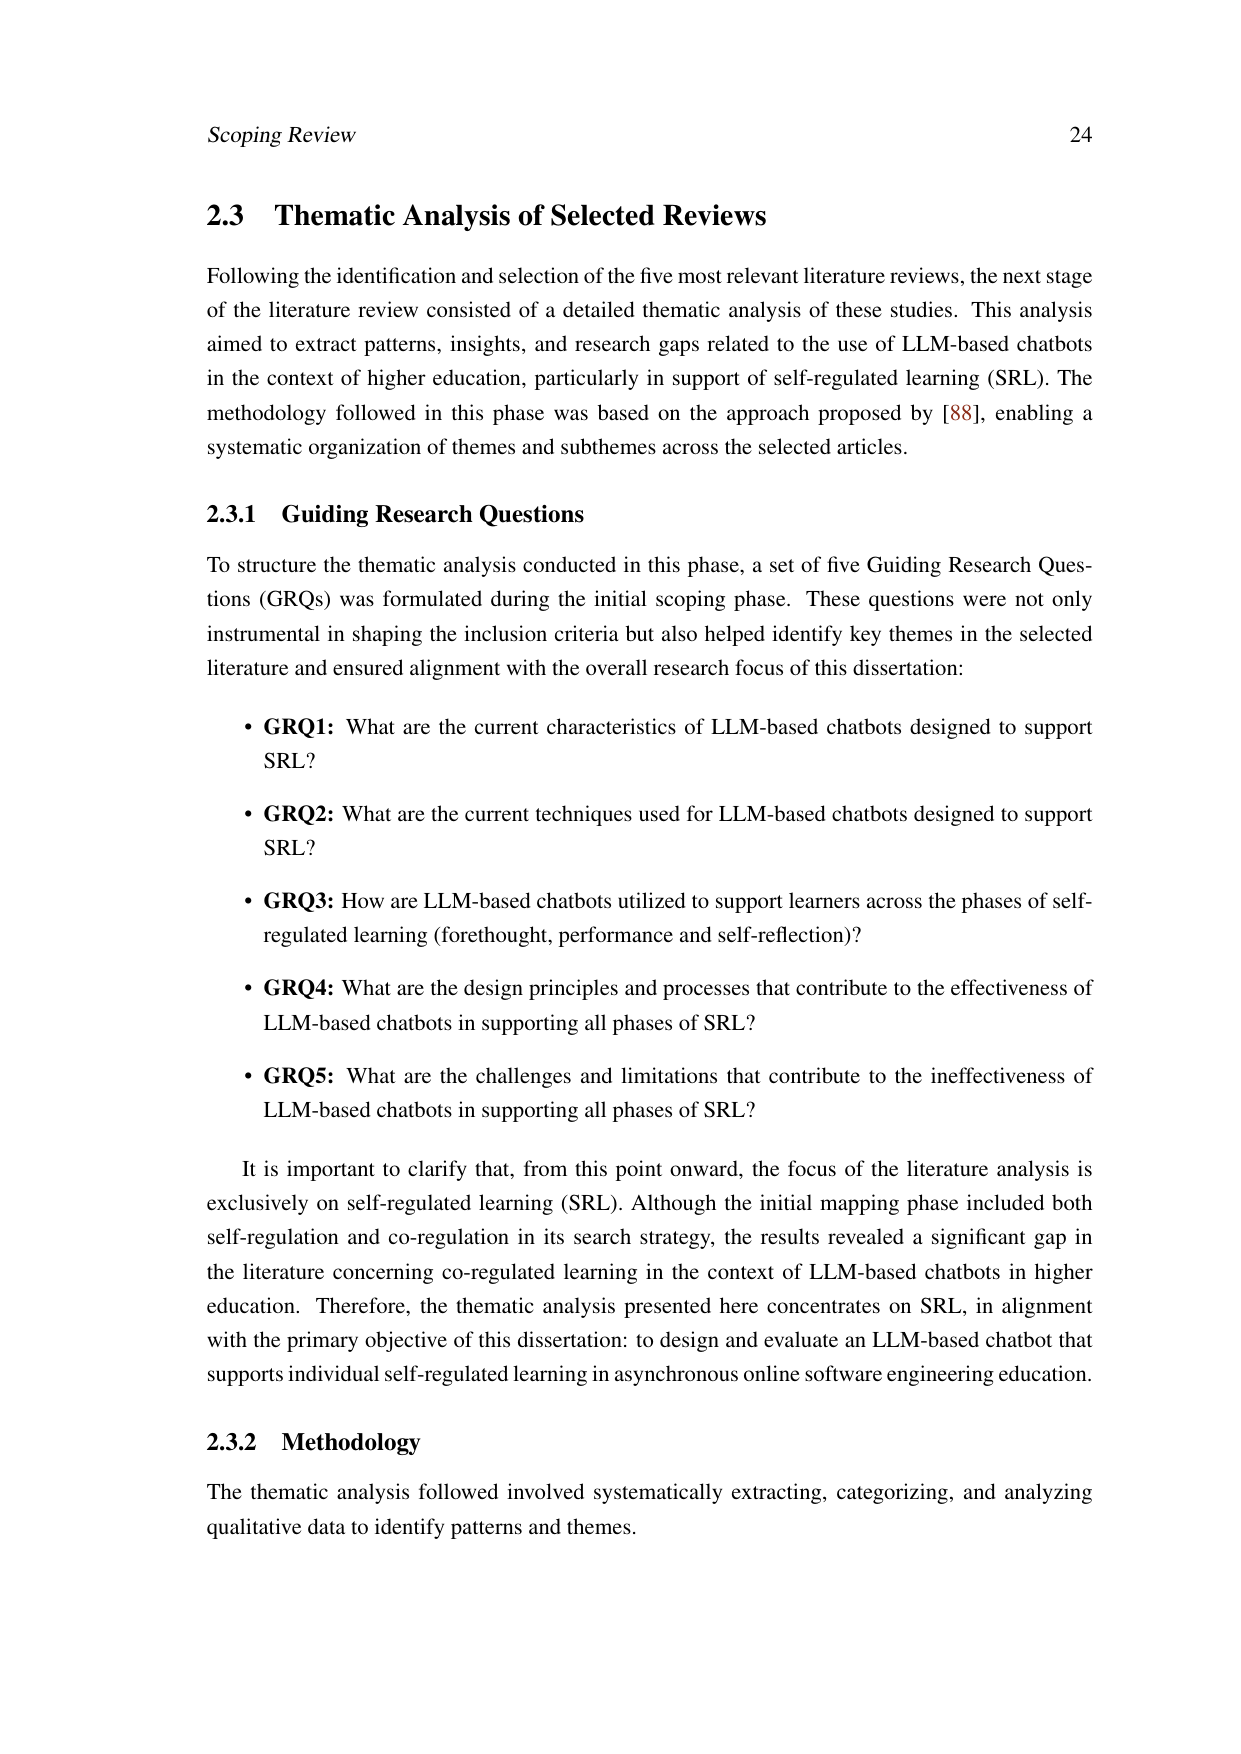 Scoping Review 24
2.3 Thematic Analysis of Selected Reviews
Following the identification and selection of the five most relevant literature reviews, the next stage
of the literature review consisted of a detailed thematic analysis of these studies. This analysis
aimed to extract patterns, insights, and research gaps related to the use of LLM-based chatbots
in the context of higher education, particularly in support of self-regulated learning (SRL). The
methodology followed in this phase was based on the approach proposed by [88], enabling a
systematic organization of themes and subthemes across the selected articles.
2.3.1 Guiding Research Questions
To structure the thematic analysis conducted in this phase, a set of five Guiding Research Ques-
tions (GRQs) was formulated during the initial scoping phase. These questions were not only
instrumental in shaping the inclusion criteria but also helped identify key themes in the selected
literature and ensured alignment with the overall research focus of this dissertation:
• GRQ1: What are the current characteristics of LLM-based chatbots designed to support
SRL?
• GRQ2: What are the current techniques used for LLM-based chatbots designed to support
SRL?
• GRQ3: How are LLM-based chatbots utilized to support learners across the phases of self-
regulated learning (forethought, performance and self-reflection)?
• GRQ4: What are the design principles and processes that contribute to the effectiveness of
LLM-based chatbots in supporting all phases of SRL?
• GRQ5: What are the challenges and limitations that contribute to the ineffectiveness of
LLM-based chatbots in supporting all phases of SRL?
It is important to clarify that, from this point onward, the focus of the literature analysis is
exclusively on self-regulated learning (SRL). Although the initial mapping phase included both
self-regulation and co-regulation in its search strategy, the results revealed a significant gap in
the literature concerning co-regulated learning in the context of LLM-based chatbots in higher
education. Therefore, the thematic analysis presented here concentrates on SRL, in alignment
with the primary objective of this dissertation: to design and evaluate an LLM-based chatbot that
supports individual self-regulated learning in asynchronous online software engineering education.
2.3.2 Methodology
The thematic analysis followed involved systematically extracting, categorizing, and analyzing
qualitative data to identify patterns and themes.